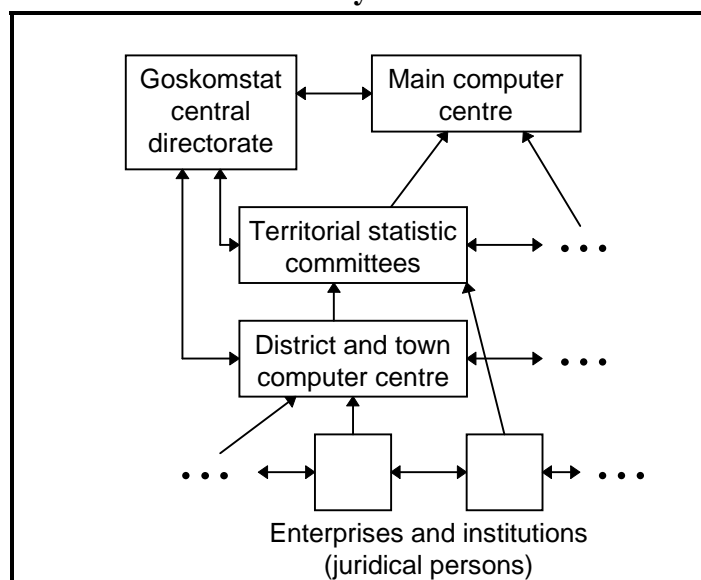 Goskomstat
central
directorate
Main computer
centre
Territorial statistic
committees
• • •
District and town
computer centre
• • •
• • •
• • •
Enterprises and institutions
(juridical persons)